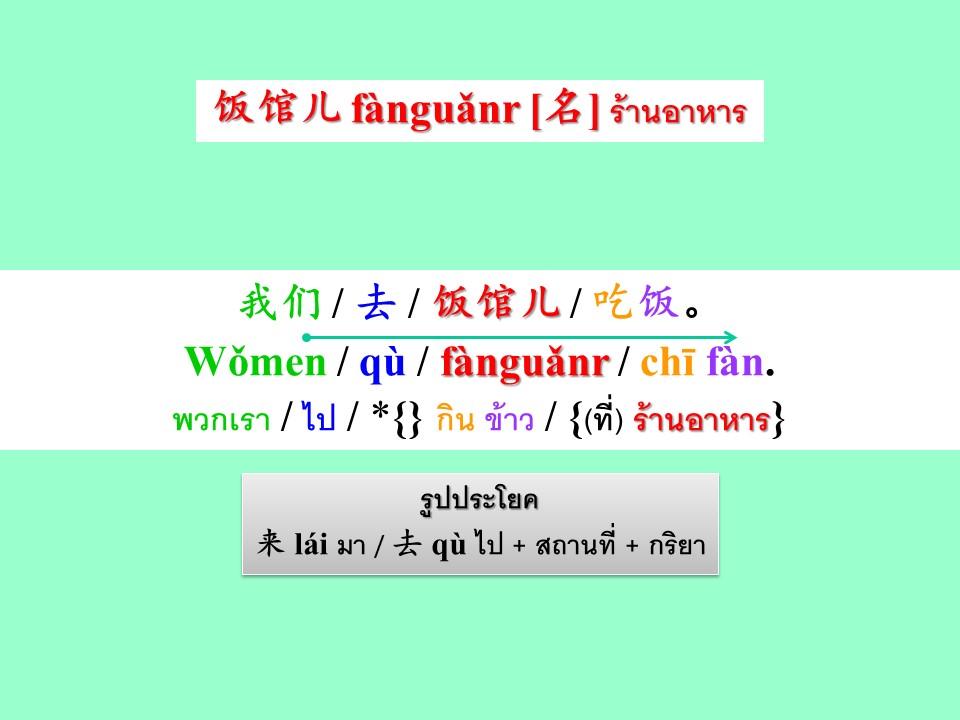 饭馆儿 fànguǎnr [名] ร้านอาหาร
我们 / 去 / 饭馆儿 / 吃饭。
Wǒmen / qù / fànguǎnr / chī fàn.
พวกเรา / ไป / *{} กิน ข้าว / {(ที่) ร้านอาหาร}
รูปประโยค
来 lái มา / 去 qù ไป + สถานที่ + กริยา